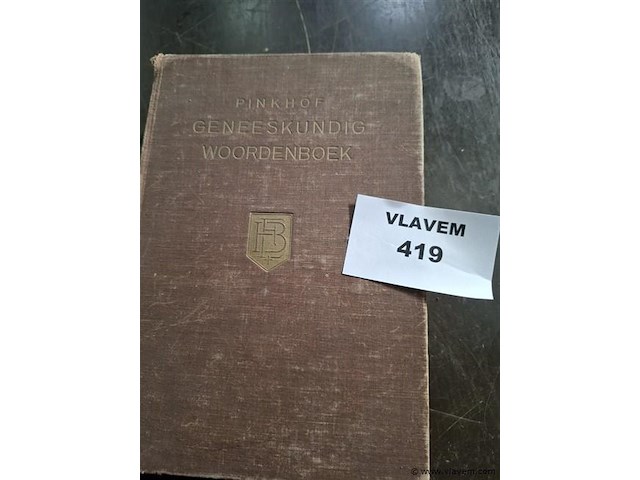 PINKHOF
GENEESKUNDIG
WOORDENBOEK
VLAVEM
419
© www.vlavem.com